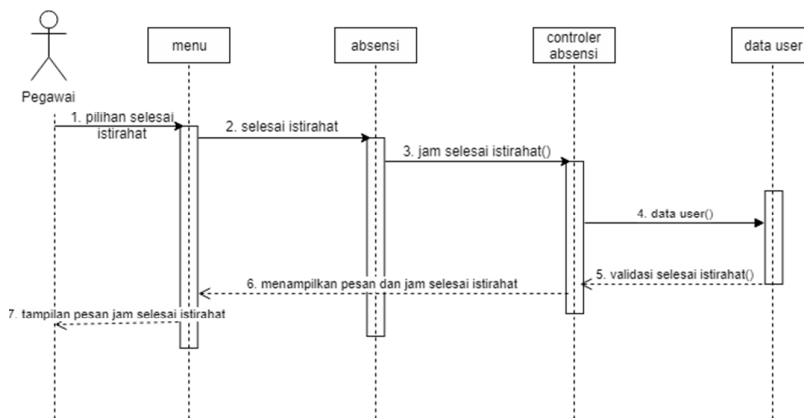 menu
absensi
controler
absensi
data user
Pegawai
1. pilihan selesai
istirahat
2. selesai istirahat
3. jam selesai istirahat()
4. data user()
5. validasi selesai istirahat()
6. menampilkan pesan dan jam selesai istirahat
7. tampilan pesan jam selesai istirahat